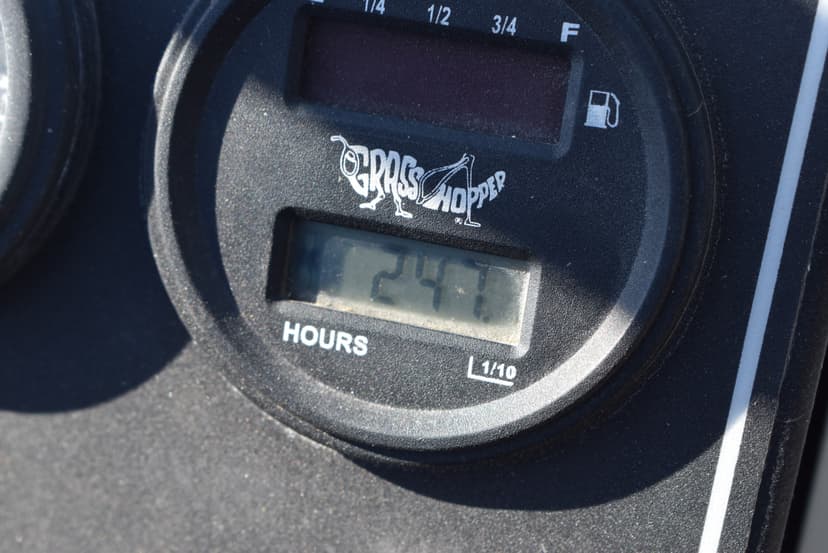 1/4 1/2 3/4 F
GRASSHOPPER
247
HOURS
1/10